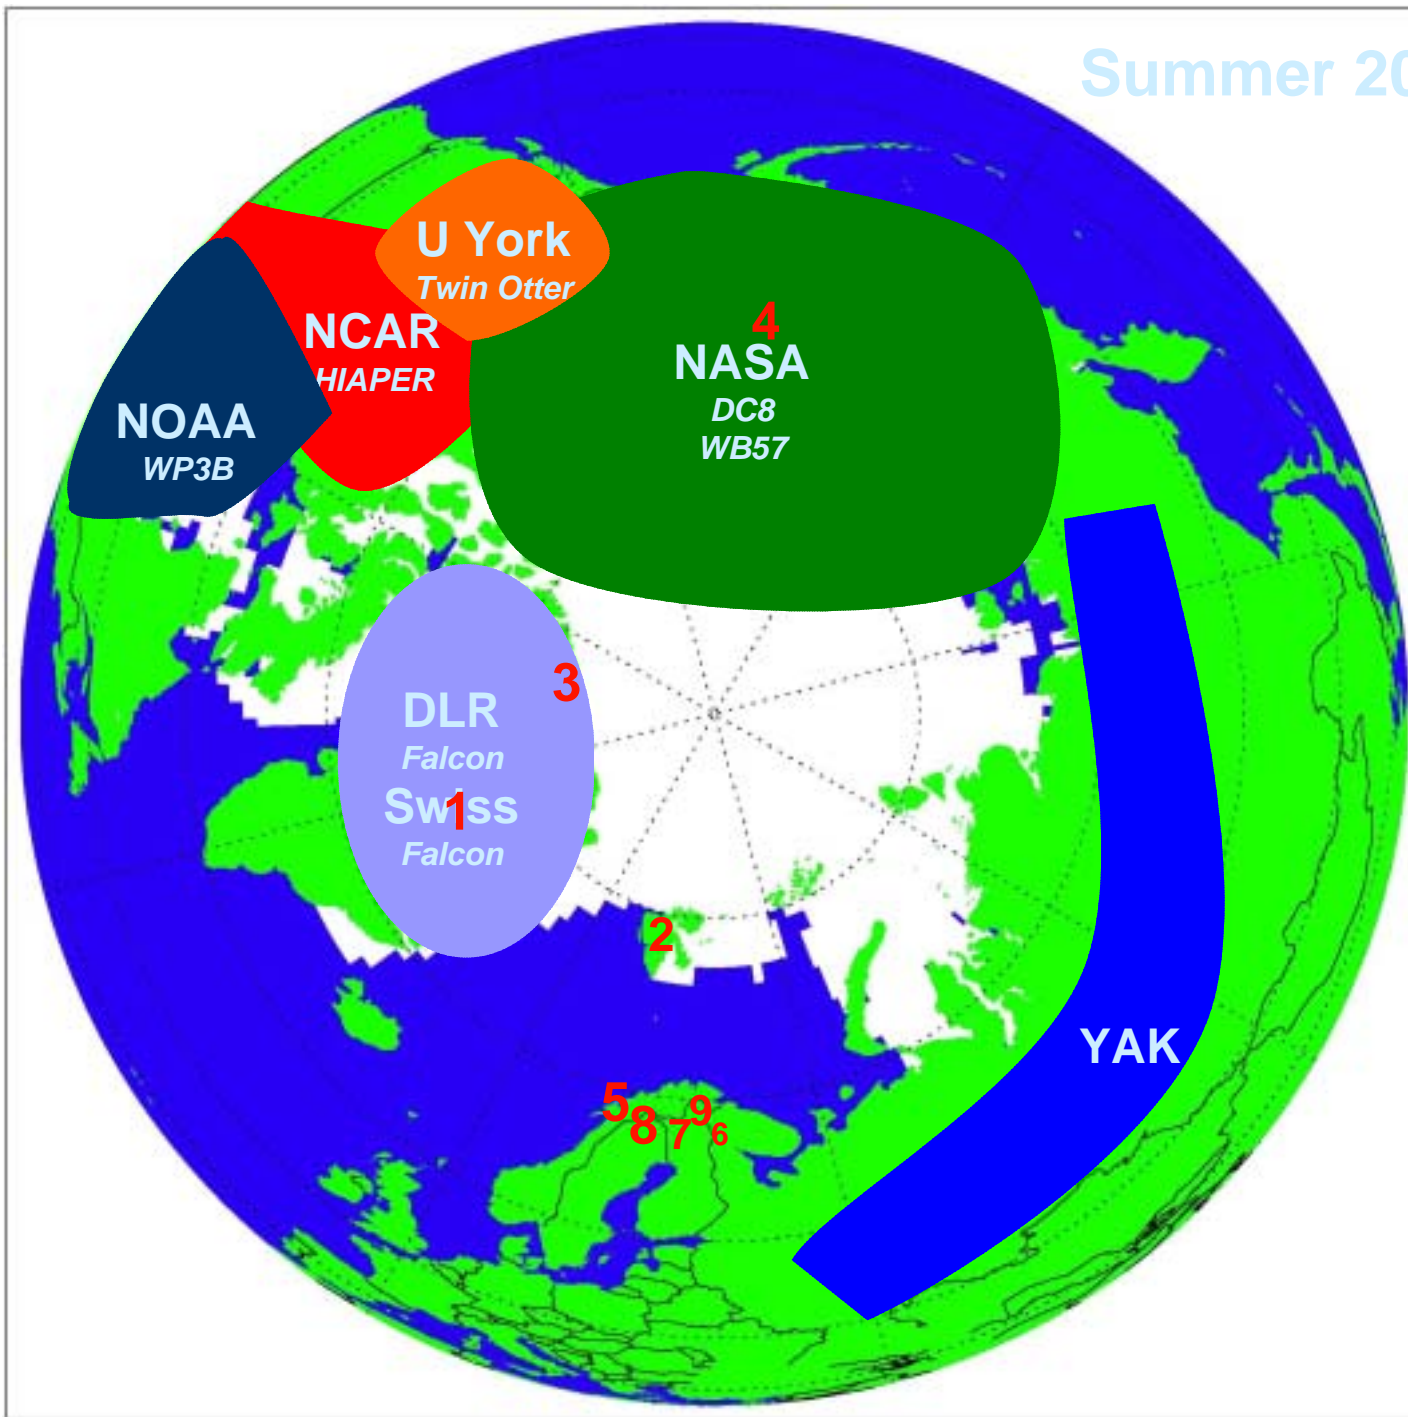 Summer 20
U York
Twin Otter
NCAR
HIAPER
4
NASA
DC8
WB57
NOAA
WP3B
3
DLR
Falcon
Swiss
1
Falcon
2
YAK
5
8
7
9
6